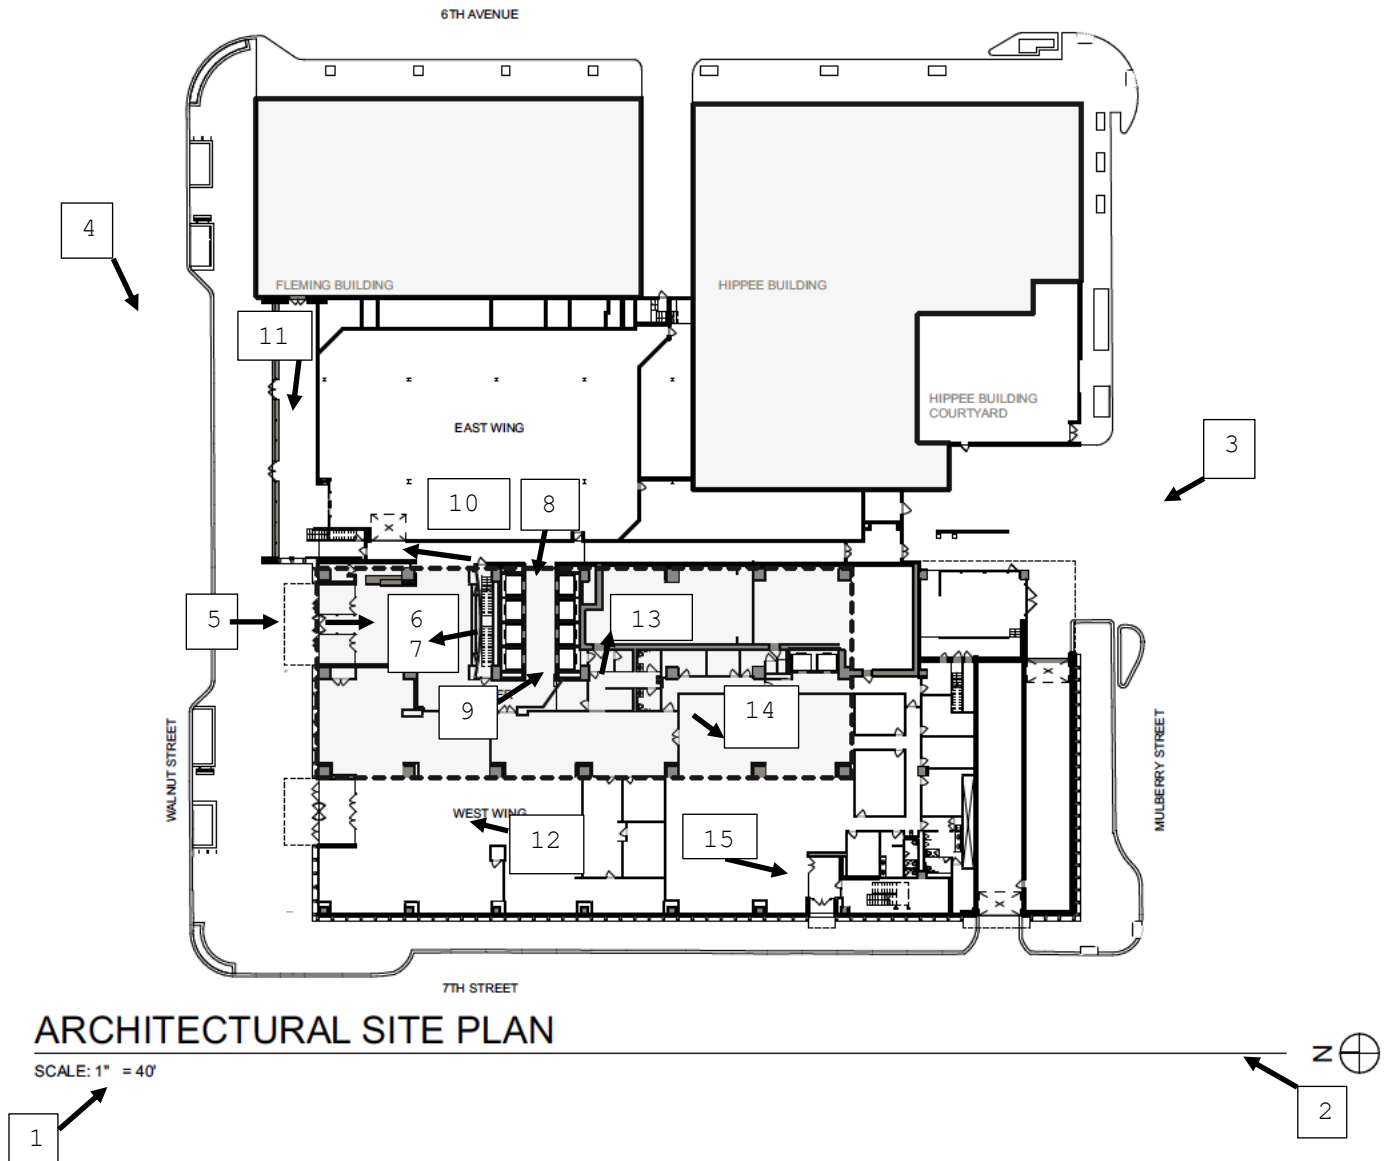 6TH AVENUE
4
FLEMING BUILDING
HIPPEE BUILDING
11
HIPPEE BUILDING
COURTYARD
EAST WING
3
10
8
X
5
6
7
13
X
9
14
WALNUT STREET
MULBERRY STREET
WEST WING
12
15
X
7TH STREET
ARCHITECTURAL SITE PLAN
N
SCALE: 1" = 40'
1
2